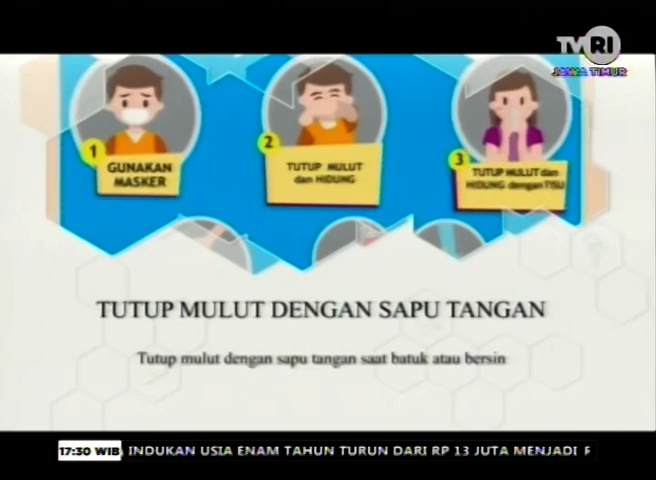 TVRI
JAWA TIMUR
1
GUNAKAN
MASKER
2
TUTUP MULUT
dan HIDUNG
3
TUTUP MULUT dan
HIDUNG dengan TISU
TUTUP MULUT DENGAN SAPU TANGAN
Tutup mulut dengan sapu tangan saat batuk atau bersin
17:30 WIB
INDUKAN USIA ENAM TAHUN TURUN DARI RP 13 JUTA MENJADI